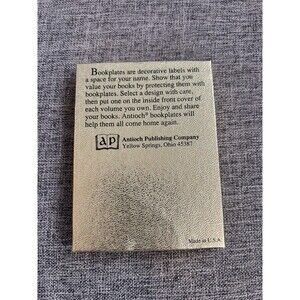 Bookplates are decorative labels with
a space for your name. Show that you
value your books by protecting them with
bookplates. Select a design with care,
then put one on the inside front cover of
each volume you own. Enjoy and share
your books. Antioch® bookplates will
help them all come home again.
ap Antioch Publishing Company
Yellow Springs, Ohio 45387
Made in U.S.A.